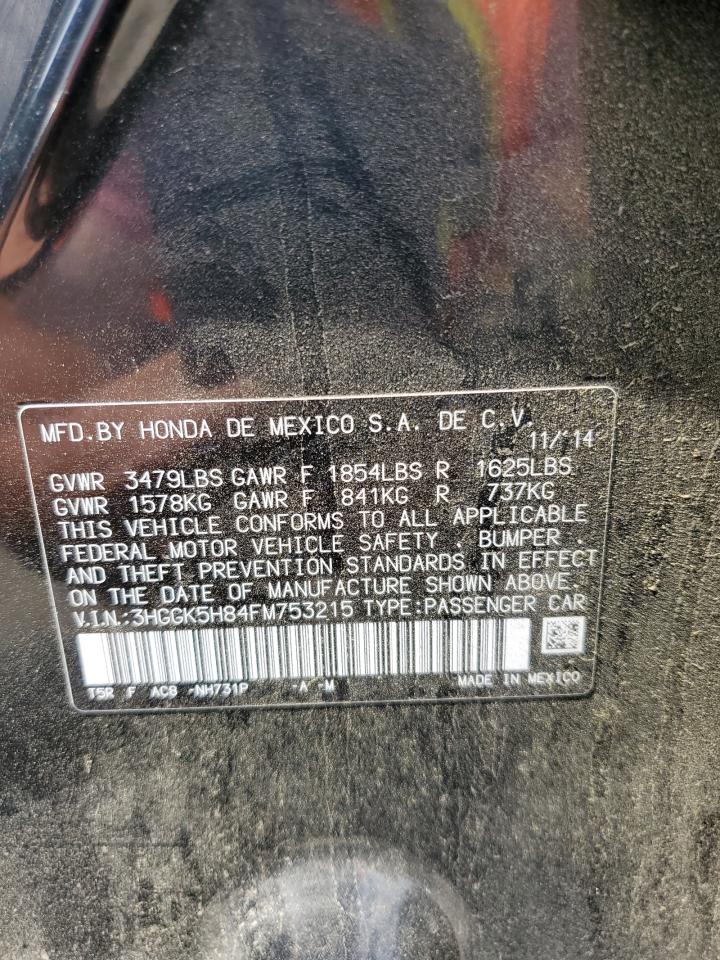 MFD.BY HONDA DE MEXICO S.A. DE C.V.
11/'14
GVWR 3479LBS GAWR F 1854LBS R 1625LBS
GVWR 1578KG GAWR F 841KG R 737KG
THIS VEHICLE CONFORMS TO ALL APPLICABLE
FEDERAL MOTOR VEHICLE SAFETY , BUMPER ,
AND THEFT PREVENTION STANDARDS IN EFFECT
ON THE DATE OF MANUFACTURE SHOWN ABOVE.
V.I.N.:3HGGK5H84FM753215 TYPE:PASSENGER CAR
T5R F AC8 -NH731P -A -M MADE IN MEXICO